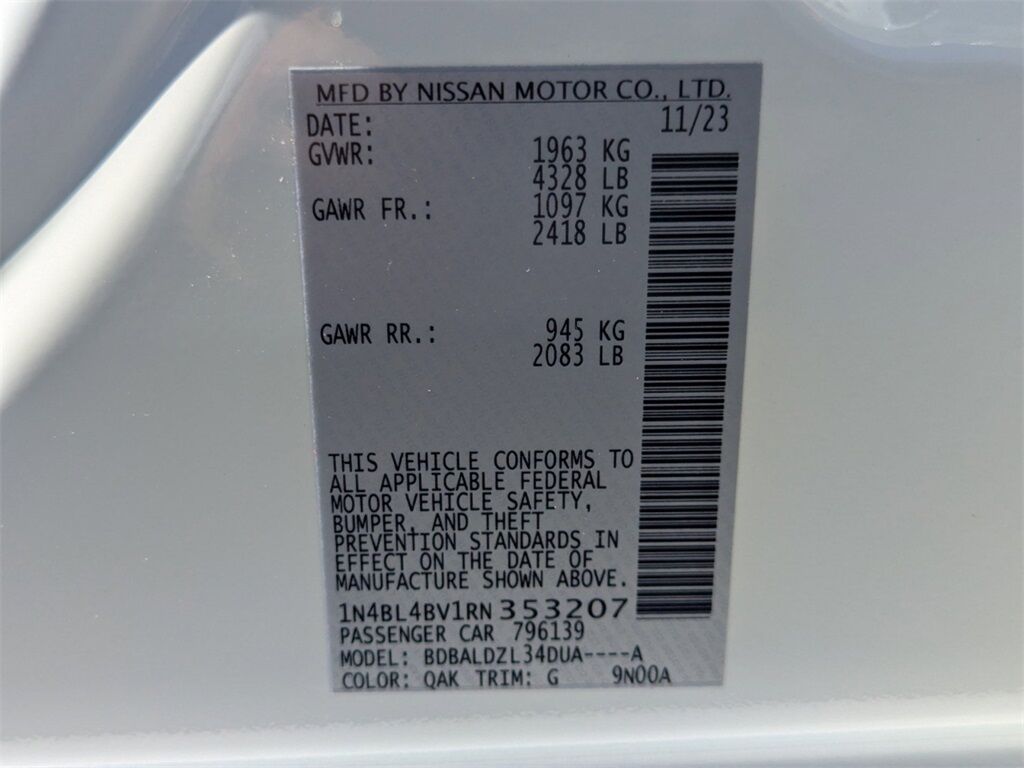 MFD BY NISSAN MOTOR CO., LTD.
DATE: 11/23
GVWR: 1963 KG
4328 LB
GAWR FR.: 1097 KG
2418 LB
GAWR RR.: 945 KG
2083 LB
THIS VEHICLE CONFORMS TO
ALL APPLICABLE FEDERAL
MOTOR VEHICLE SAFETY,
BUMPER, AND THEFT
PREVENTION STANDARDS IN
EFFECT ON THE DATE OF
MANUFACTURE SHOWN ABOVE.
1N4BL4BV1RN353207
PASSENGER CAR 796139
MODEL: BDBALDZL34DUA----A
COLOR: QAK TRIM: G 9N00A